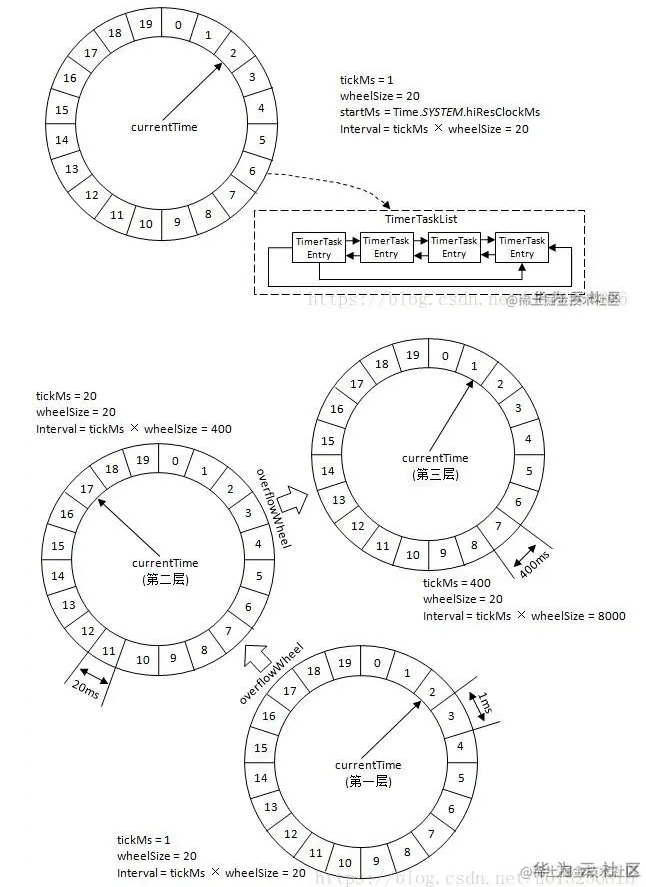 0 1 2 3 4 5 6 7 8 9 10 11 12 13 14 15 16 17 18 19
currentTime
tickMs = 1
wheelSize = 20
startMs = Time.SYSTEM.hiResClockMs
Interval = tickMs × wheelSize = 20
TimerTaskList
TimerTask Entry
TimerTask Entry
TimerTask Entry
TimerTask Entry
https://blog.csdn.net/
华为云社区
0 1 2 3 4 5 6 7 8 9 10 11 12 13 14 15 16 17 18 19
currentTime
(第三层)
400ms
tickMs = 400
wheelSize = 20
Interval = tickMs × wheelSize = 8000
tickMs = 20
wheelSize = 20
Interval = tickMs × wheelSize = 400
0 1 2 3 4 5 6 7 8 9 10 11 12 13 14 15 16 17 18 19
currentTime
(第二层)
20ms
overflowWheel
overflowWheel
0 1 2 3 4 5 6 7 8 9 10 11 12 13 14 15 16 17 18 19
currentTime
(第一层)
1ms
tickMs = 1
wheelSize = 20
Interval = tickMs × wheelSize = 20
https://blog.csdn.net/
华为云社区